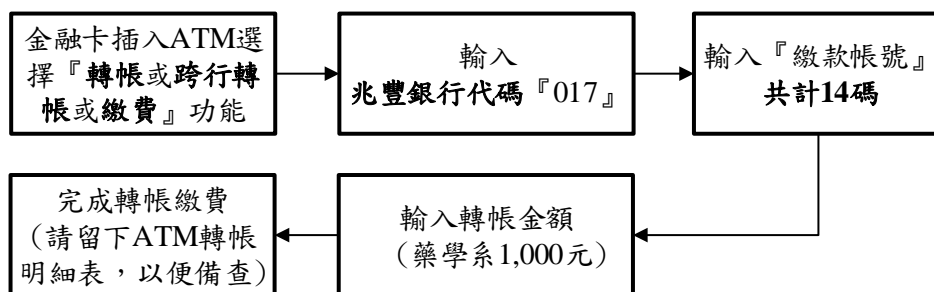 金融卡插入ATM選
擇『轉帳或跨行轉
帳或繳費』功能
輸入
兆豐銀行代碼『017』
輸入『繳款帳號』
共計14碼
輸入轉帳金額
（藥學系1,000元）
完成轉帳繳費
（請留下ATM轉帳
明細表，以便備查）